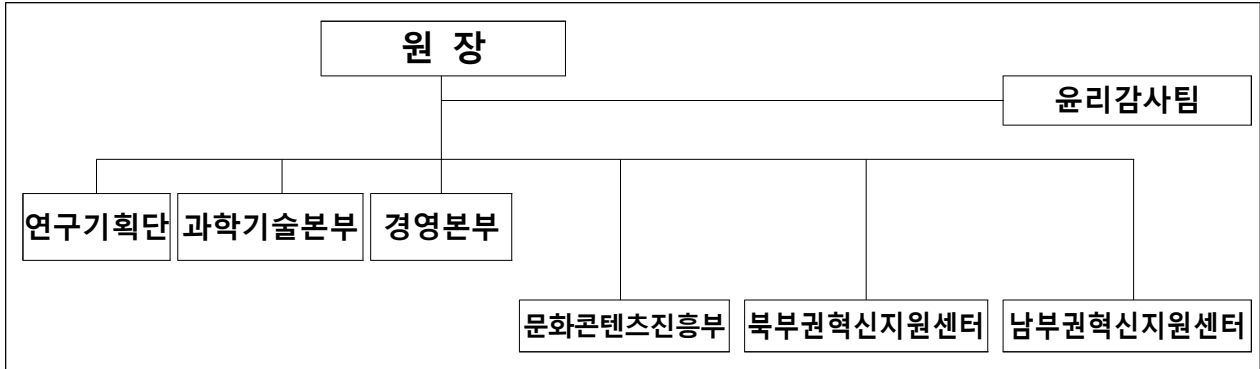 원 장
윤리감사팀
연구기획단
과학기술본부
경영본부
문화콘텐츠진흥부
북부권혁신지원센터
남부권혁신지원센터